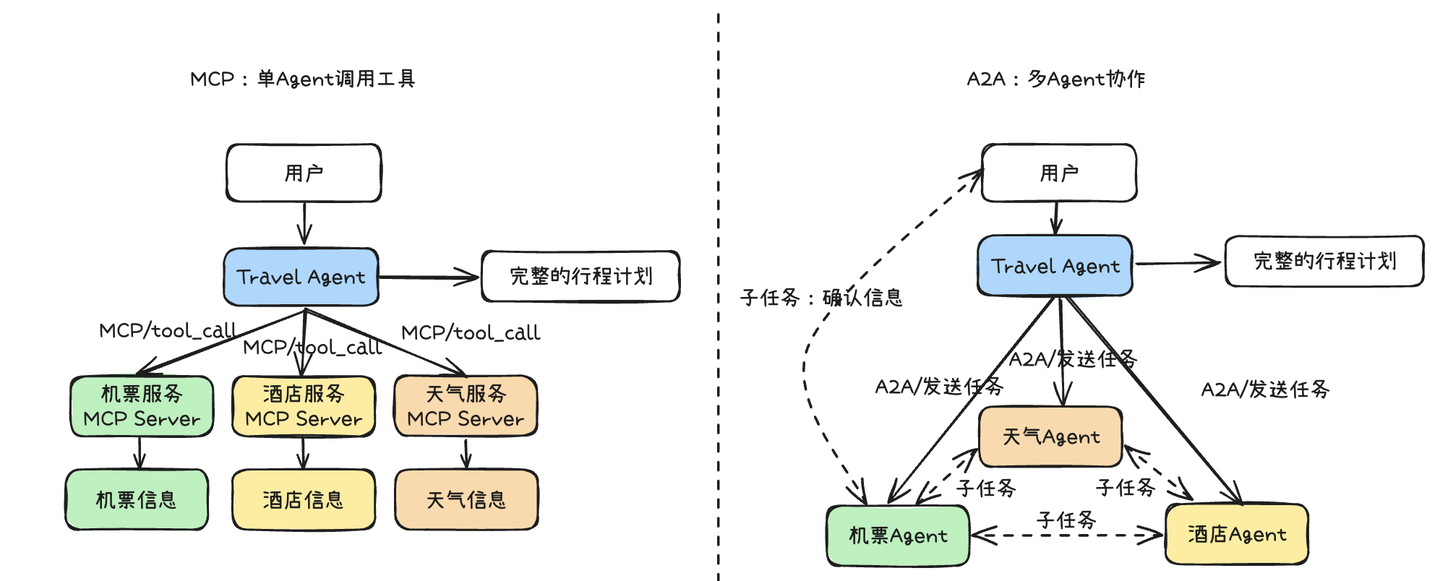 MCP：单Agent调用工具
用户
Travel Agent
完整的行程计划
MCP/tool_call
MCP/tool_call
MCP/tool_call
机票服务
MCP Server
酒店服务
MCP Server
天气服务
MCP Server
机票信息
酒店信息
天气信息
A2A：多Agent协作
用户
Travel Agent
完整的行程计划
子任务：确认信息
A2A/发送任务
A2A/发送任务
A2A/发送任务
天气Agent
子任务
子任务
子任务
机票Agent
酒店Agent